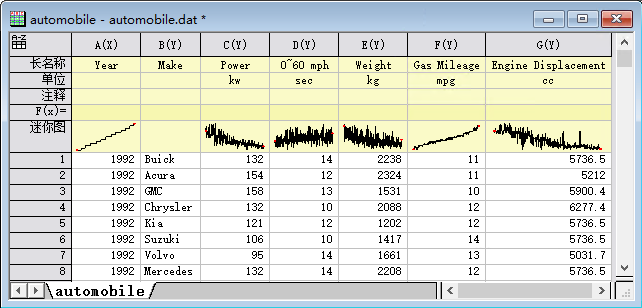 automobile - automobile.dat *
A(X) B(Y) C(Y) D(Y) E(Y) F(Y) G(Y)
长名称 Year Make Power 0~60 mph Weight Gas Mileage Engine Displacement
单位 kw sec kg mpg cc
注释
F(x)=
迷你图
1 1992 Buick 132 14 2238 11 5736.5
2 1992 Acura 154 12 2324 11 5212
3 1992 GMC 158 13 1531 10 5900.4
4 1992 Chrysler 132 10 2088 12 6277.4
5 1992 Kia 121 12 1202 12 5736.5
6 1992 Suzuki 106 10 1417 14 5736.5
7 1992 Volvo 95 14 1661 13 5031.7
8 1992 Mercedes 132 14 2208 12 5736.5
automobile